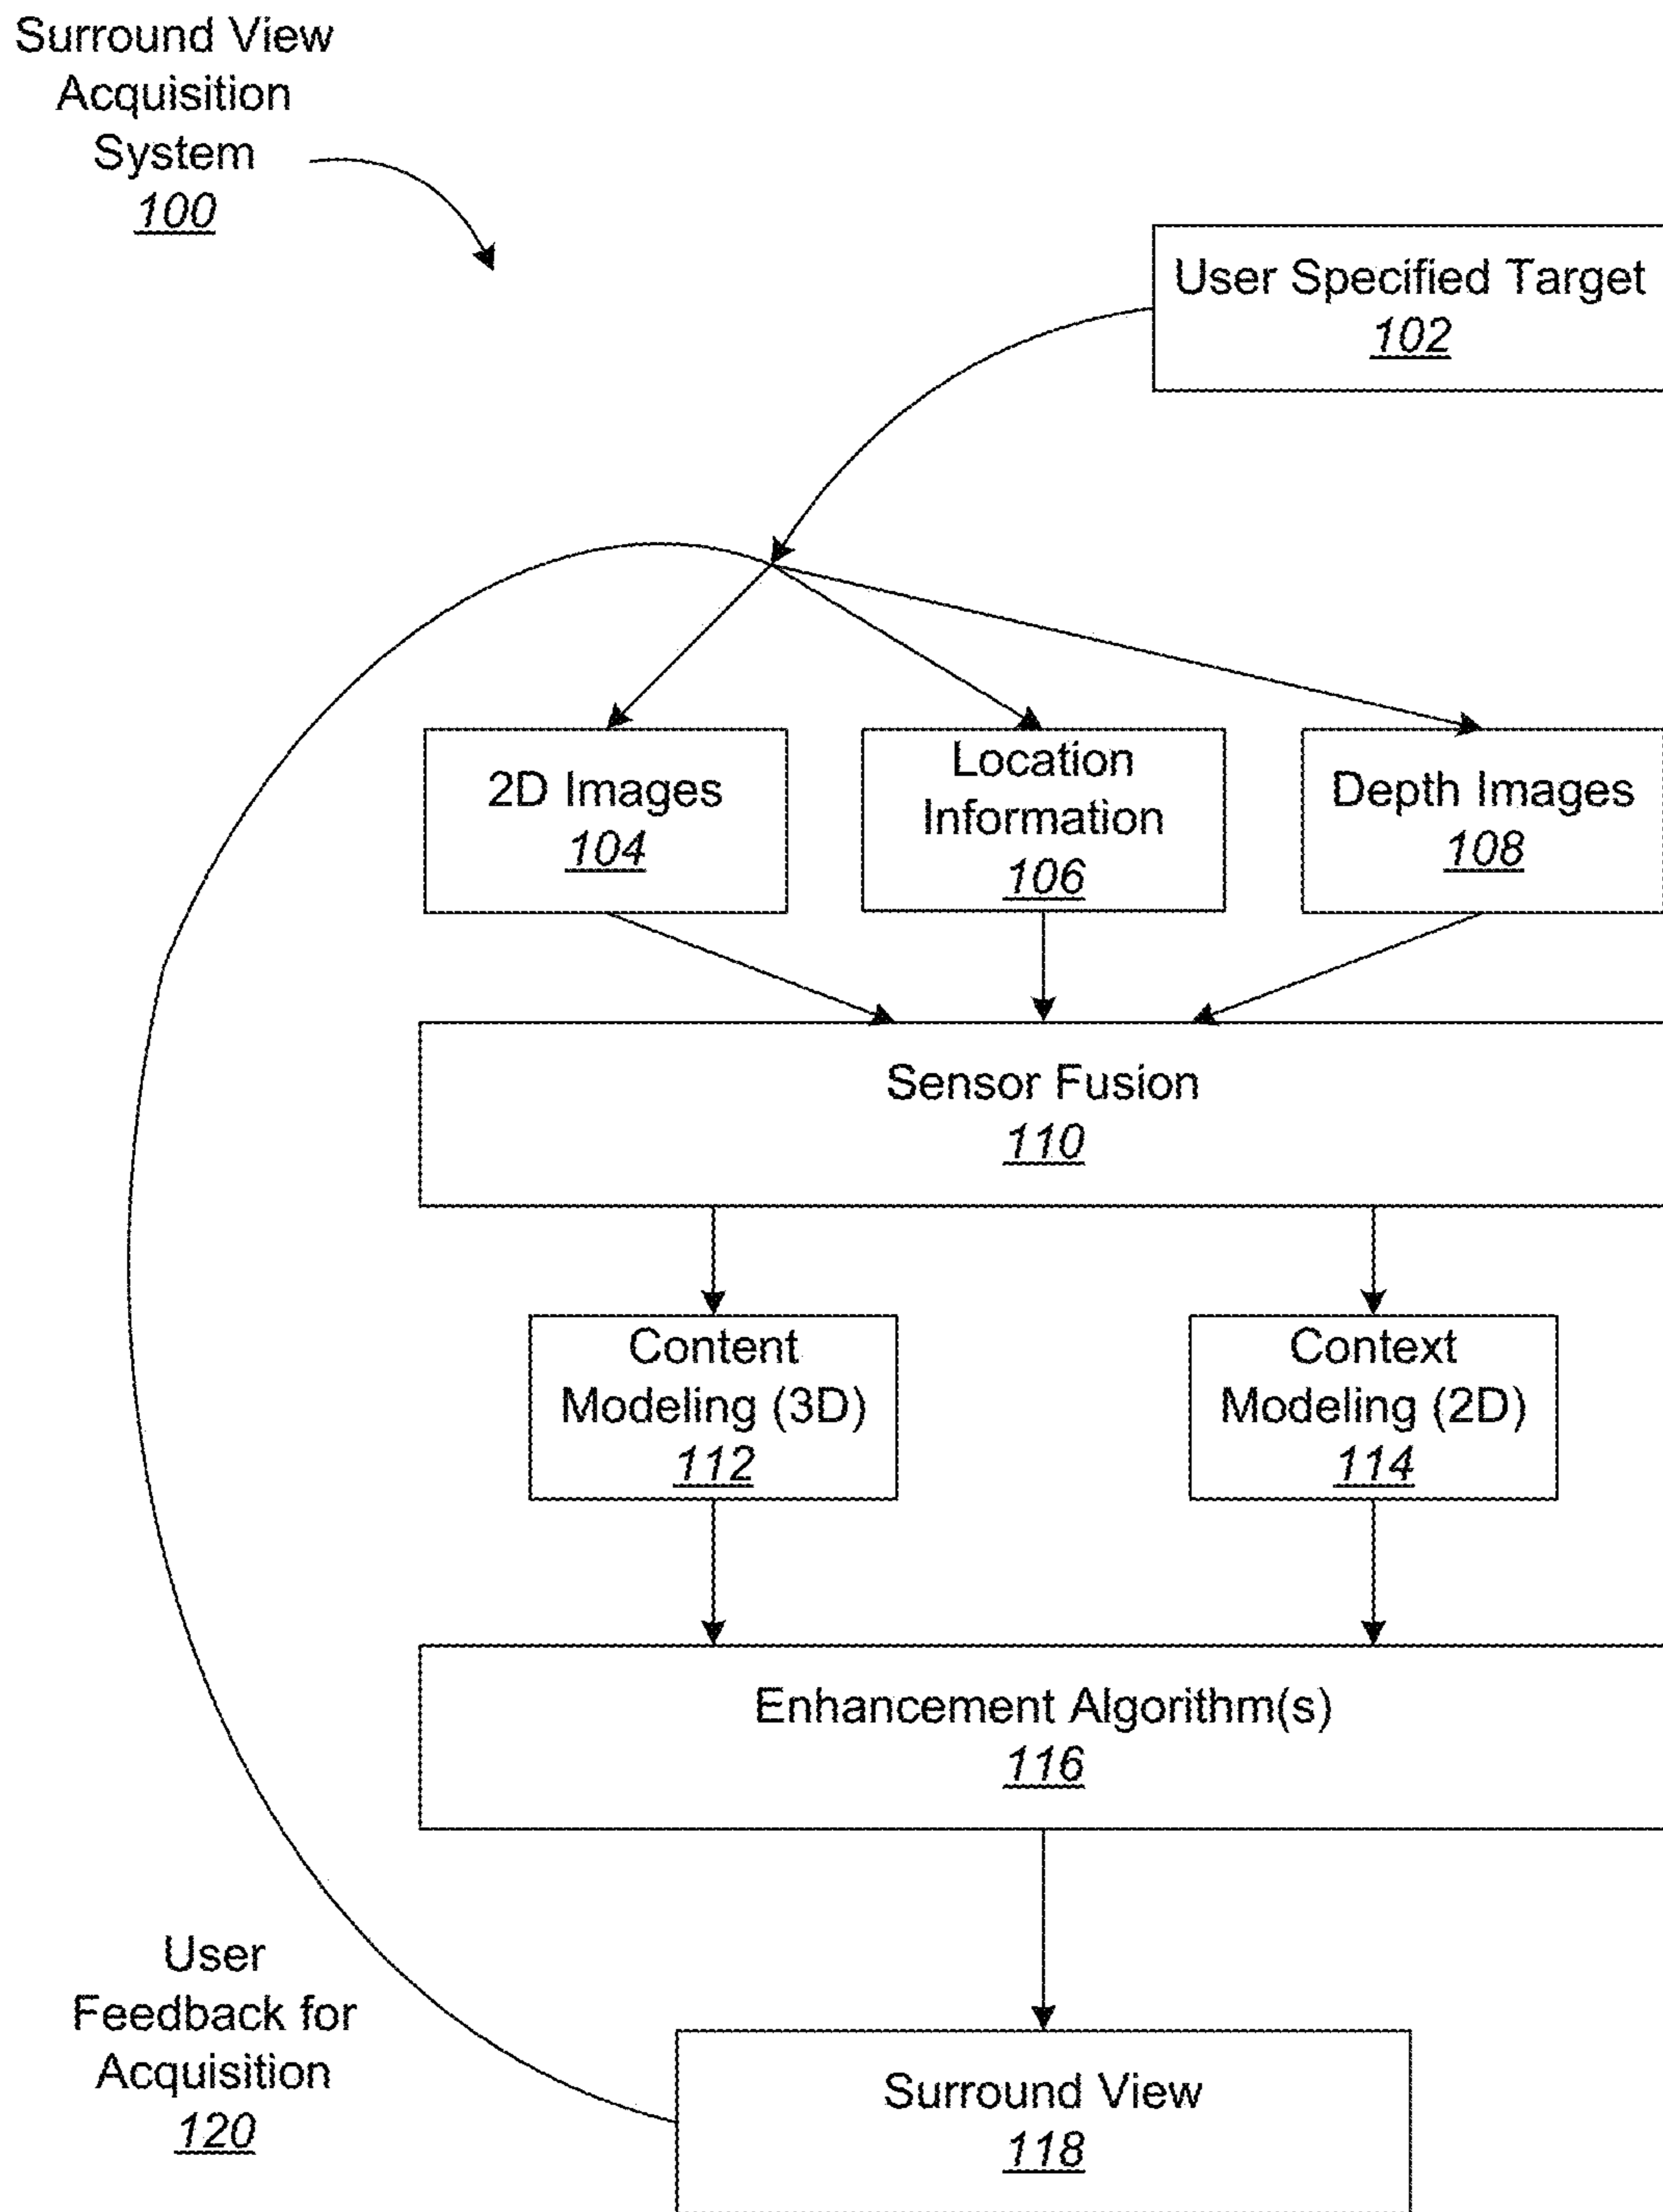 Surround View
Acquisition
System
100
User Specified Target
102
2D Images
104
Location
Information
106
Depth Images
108
Sensor Fusion
110
Content
Modeling (3D)
112
Context
Modeling (2D)
114
Enhancement Algorithm(s)
116
User
Feedback for
Acquisition
120
Surround View
118